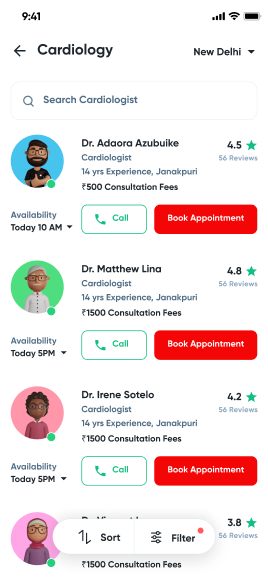 9:41
Cardiology
New Delhi
Search Cardiologist
Dr. Adaora Azubuike
4.5
Cardiologist
56 Reviews
14 yrs Experience, Janakpuri
₹500 Consultation Fees
Availability
Today 10 AM
Call
Book Appointment
Dr. Matthew Lina
4.8
Cardiologist
56 Reviews
14 yrs Experience, Janakpuri
₹1500 Consultation Fees
Availability
Today 5PM
Call
Book Appointment
Dr. Irene Sotelo
4.2
Cardiologist
56 Reviews
14 yrs Experience, Janakpuri
₹1500 Consultation Fees
Availability
Today 5PM
Call
Book Appointment
3.8
56 Reviews
Sort
Filter
₹1500 Consultation Fees